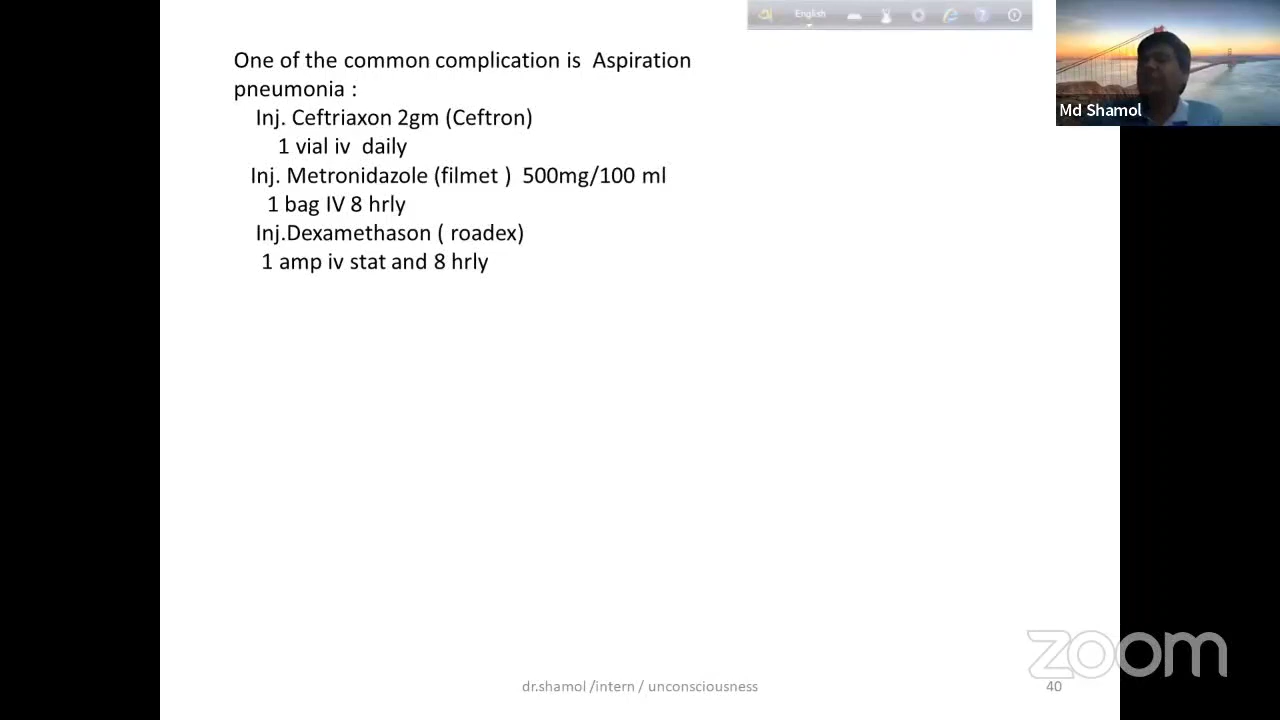 English
Md Shamol
One of the common complication is Aspiration
pneumonia :
Inj. Ceftriaxon 2gm (Ceftron)
1 vial iv daily
Inj. Metronidazole (filmet ) 500mg/100 ml
1 bag IV 8 hrly
Inj.Dexamethason ( roadex)
1 amp iv stat and 8 hrly
zoom
dr.shamol /intern / unconsciousness
40